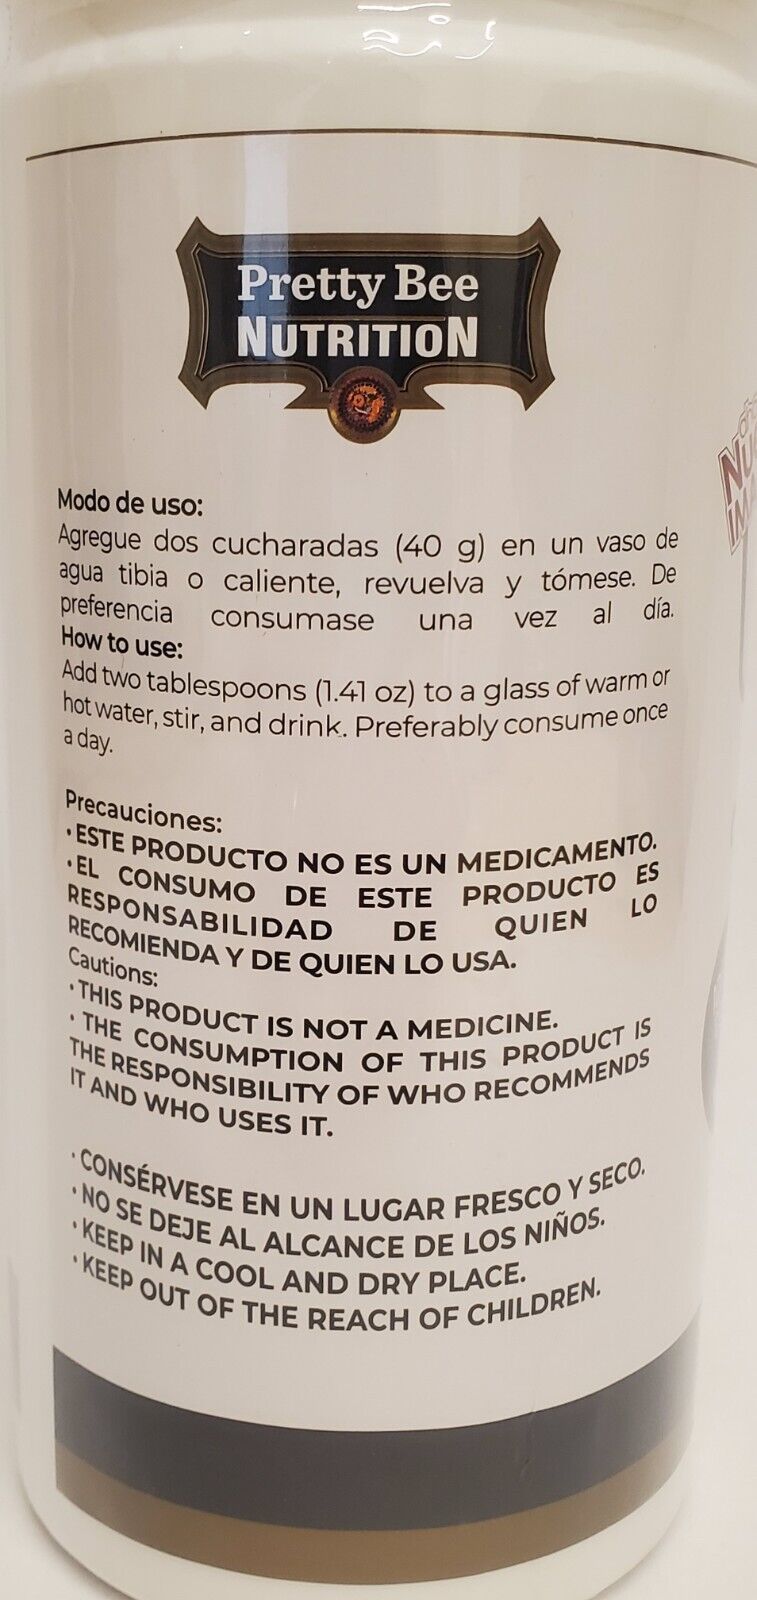 Pretty Bee
NUTRITION
Modo de uso:
Agregue dos cucharadas (40 g) en un vaso de
agua tibia o caliente, revuelva y tómese. De
preferencia consumase una vez al día.
How to use:
Add two tablespoons (1.41 oz) to a glass of warm or
hot water, stir, and drink. Preferably consume once
a day.
Precauciones:
• ESTE PRODUCTO NO ES UN MEDICAMENTO.
• EL CONSUMO DE ESTE PRODUCTO ES
RESPONSABILIDAD DE QUIEN LO
RECOMIENDA Y DE QUIEN LO USA.
Cautions:
• THIS PRODUCT IS NOT A MEDICINE.
• THE CONSUMPTION OF THIS PRODUCT IS
THE RESPONSIBILITY OF WHO RECOMMENDS
IT AND WHO USES IT.
• CONSÉRVESE EN UN LUGAR FRESCO Y SECO.
• NO SE DEJE AL ALCANCE DE LOS NIÑOS.
• KEEP IN A COOL AND DRY PLACE.
• KEEP OUT OF THE REACH OF CHILDREN.